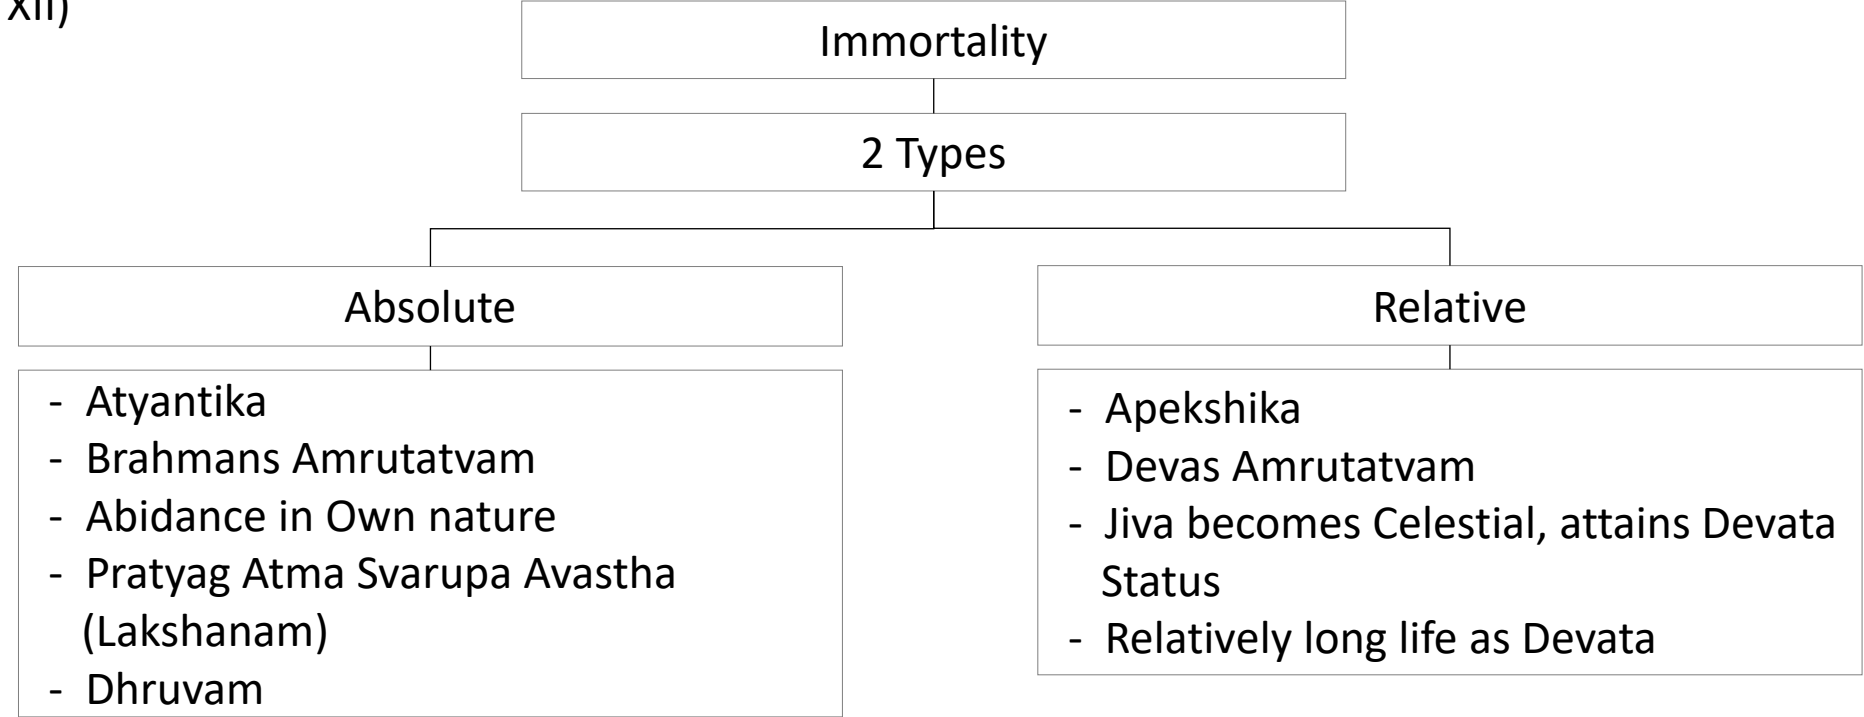 XII)
Immortality
2 Types
Absolute
- Atyantika
- Brahmans Amrutatvam
- Abidance in Own nature
- Pratyag Atma Svarupa Avastha
(Lakshanam)
- Dhruvam
Relative
- Apekshika
- Devas Amrutatvam
- Jiva becomes Celestial, attains Devata
Status
- Relatively long life as Devata